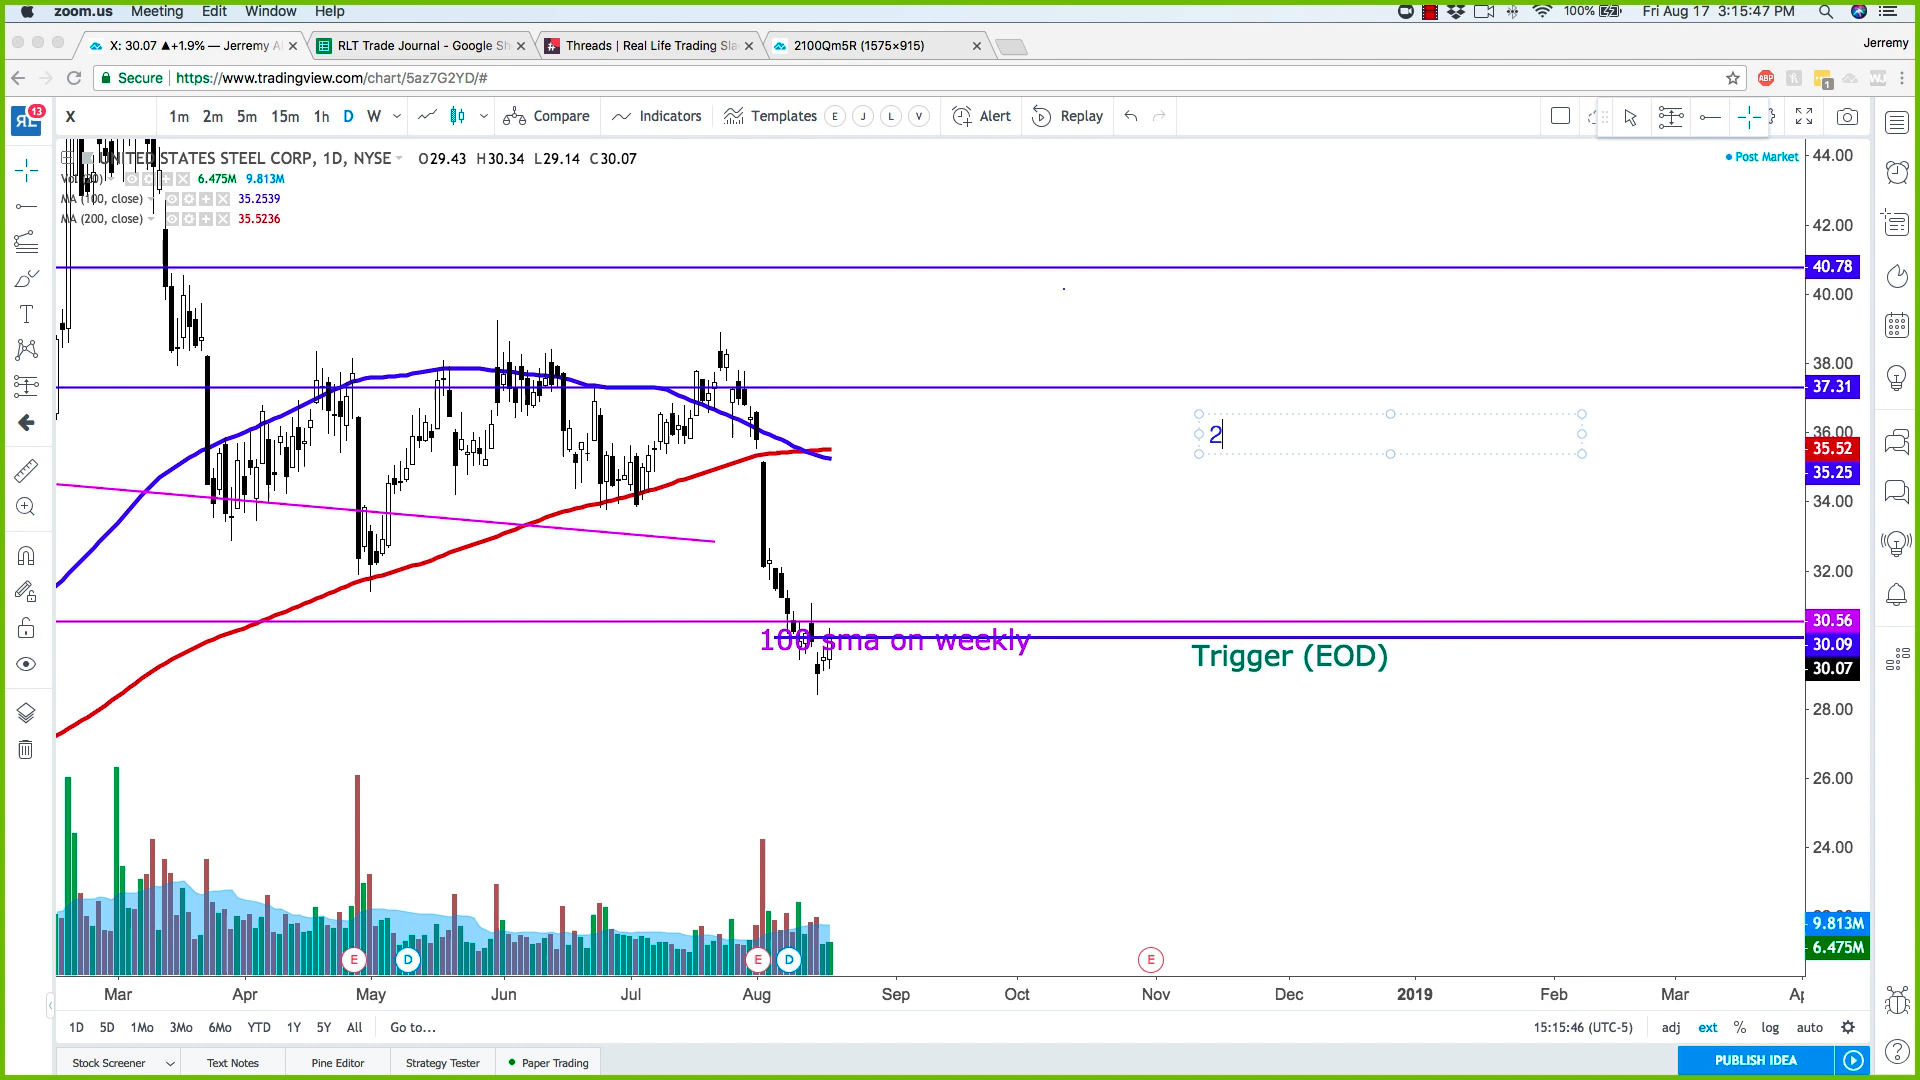 zoom.us Meeting Edit Window Help 100% Fri Aug 17 3:15:47 PM
X: 30.07 ▲+1.9% — Jerremy A RLT Trade Journal - Google Sh Threads | Real Life Trading Sla 2100Qm5R (1575×915) Jerremy
Secure https://www.tradingview.com/chart/5az7G2YD/# ABP 1
13 X 1m 2m 5m 15m 1h D W Compare Indicators Templates E J L V Alert Replay
UNITED STATES STEEL CORP, 1D, NYSE O29.43 H30.34 L29.14 C30.07 Post Market 44.00
6.475M 9.813M
MA (100, close) 35.2539
MA (200, close) 35.5236
42.00
40.78
40.00
38.00
37.31
2 36.00
35.52
35.25
34.00
32.00
30.56
100 sma on weekly 30.09
Trigger (EOD) 30.07
28.00
26.00
24.00
9.813M
6.475M
E D E D E
Mar Apr May Jun Jul Aug Sep Oct Nov Dec 2019 Feb Mar Ap
1D 5D 1Mo 3Mo 6Mo YTD 1Y 5Y All Go to... 15:15:46 (UTC-5) adj ext % log auto
Stock Screener Text Notes Pine Editor Strategy Tester Paper Trading PUBLISH IDEA